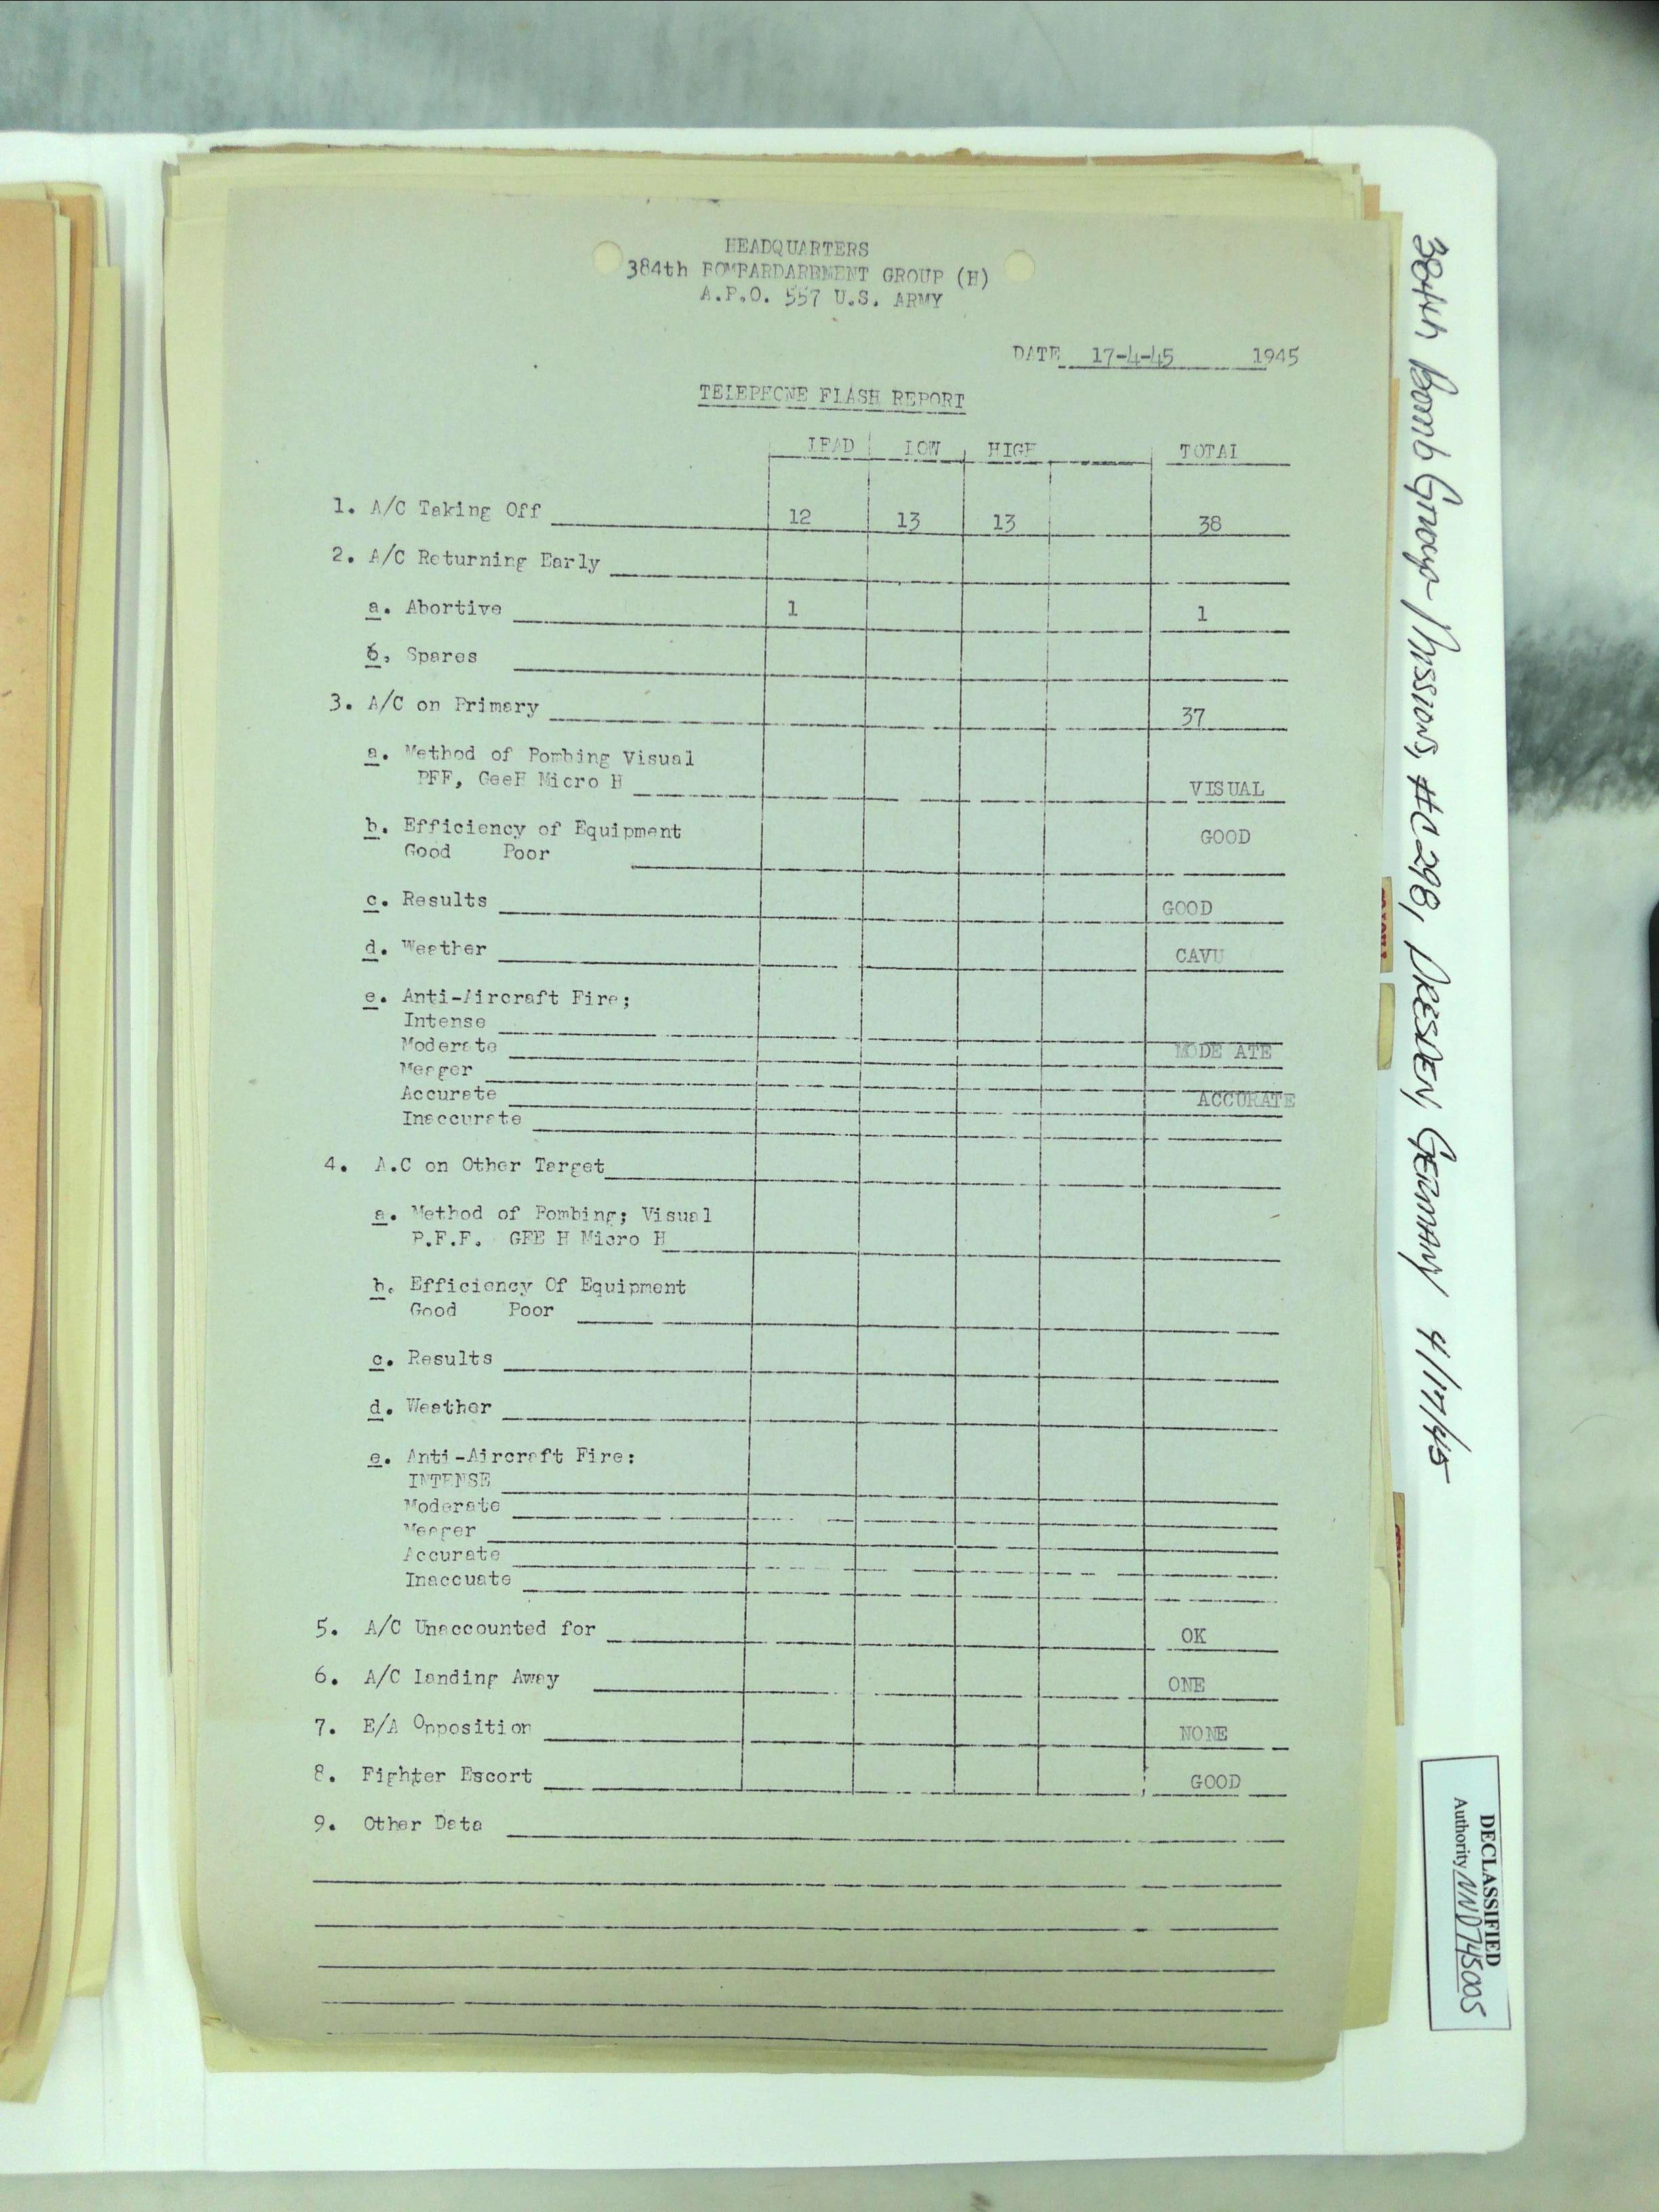 HEADQUARTERS
384th BOMBARDARBMENT GROUP (H)
A.P.O. 557 U.S. ARMY
DATE 17-4-45 1945
TELEPHONE FLASH REPORT
LEAD LOW HIGH TOTAL
1. A/C Taking Off 12 13 13 38
2. A/C Returning Early
a. Abortive 1 1
b. Spares
3. A/C on Primary 37
a. Method of Bombing Visual
PFF, GeeH Micro H VISUAL
b. Efficiency of Equipment GOOD
Good Poor
c. Results GOOD
d. Weather CAVU
e. Anti-Aircraft Fire;
Intense
Moderate MODE ATE
Meager
Accurate ACCURATE
Inaccurate
4. A.C on Other Target
a. Method of Bombing; Visual
P.F.F. GEE H Micro H
b. Efficiency Of Equipment
Good Poor
c. Results
d. Weather
e. Anti-Aircraft Fire:
INTENSE
Moderate
Meager
Accurate
Inaccuate
5. A/C Unaccounted for OK
6. A/C Landing Away ONE
7. E/A Opposition NONE
8. Fighter Escort GOOD
9. Other Data
384th Bomb Group Mission, #C298, DRESDEN, GERMANY 4/17/45
DECLASSIFIED
Authority NND745005